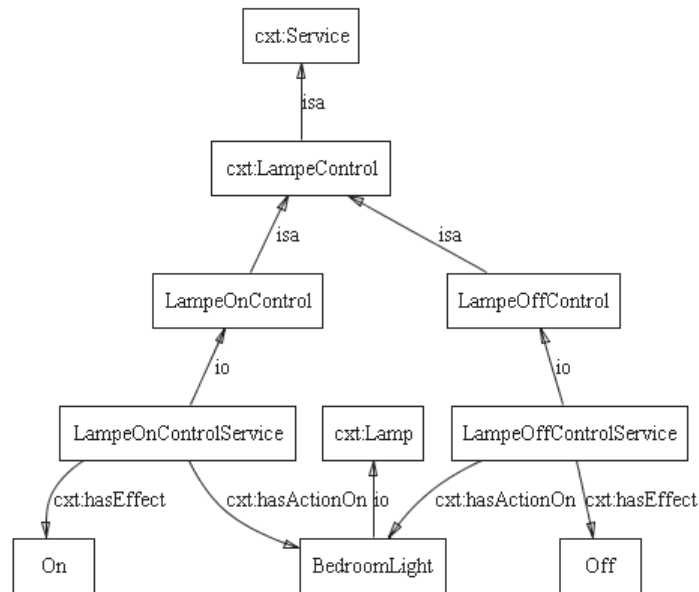 cxt:Service
isa
cxt:LampeControl
isa
isa
LampeOnControl
LampeOffControl
io
io
LampeOnControlService
cxt:Lamp
LampeOffControlService
cxt:hasEffect
cxt:hasActionOn
io
cxt:hasActionOn
cxt:hasEffect
On
BedroomLight
Off